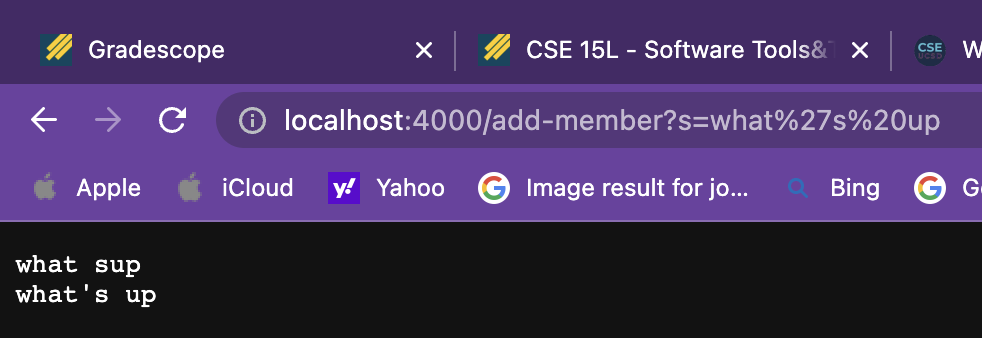 Gradescope
CSE 15L - Software Tools&
CSE
localhost:4000/add-member?s=what%27s%20up
Apple
iCloud
y! Yahoo
G Image result for jo...
Bing
G
what sup
what's up